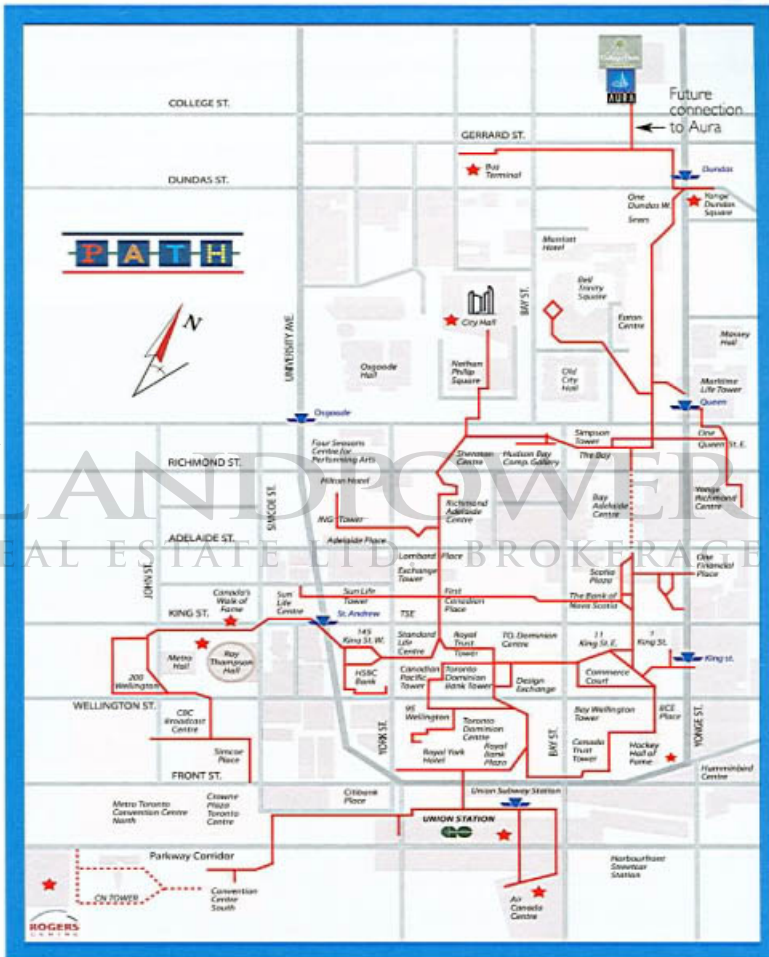 AURA
Future
connection
to Aura
COLLEGE ST.
GERRARD ST.
Dundas
Bus
Terminal
DUNDAS ST.
One
Dundas W.
Sears
Yonge
Dundas
Square
PATH
Marriott
Hotel
Bell
Trinity
Square
N
UNIVERSITY AVE.
BAY ST.
City Hall
Eaton
Centre
Massey
Hall
Osgoode
Hall
Nathan
Phillip
Square
Old
City
Hall
Maritime
Life Tower
Queen
Osgoode
Four Seasons
Centre for
Performing Arts
Simpson
Tower
One
Queen St. E.
RICHMOND ST.
Sheraton
Centre
Hudson Bay
Comp. Gallery
The Bay
Hilton Hotel
SIMCOE ST.
LANDPOWER
REAL ESTATE LTD. BROKERAGE
ING Tower
Richmond
Adelaide
Centre
Bay
Adelaide
Centre
Yonge
Richmond
Centre
ADELAIDE ST.
Adelaide Place
Lombard Place
Exchange
Tower
Scotia
Plaza
One
Financial
Place
JOHN ST.
Canada's
Walk of
Fame
Sun
Life
Centre
Sun Life
Tower
First
Canadian
Place
The Bank of
Nova Scotia
KING ST.
St. Andrew
TSE
145
King St. W.
Standard
Life
Centre
Royal
Trust
Tower
TO. Dominion
Centre
11
King St. E.
1
King St.
King st.
Metro
Hall
Roy
Thompson
Hall
HSBC
Bank
Canadian
Pacific
Tower
Toronto
Dominion
Bank Tower
Design
Exchange
Commerce
Court
200
Wellington
WELLINGTON ST.
CBC
Broadcast
Centre
95
Wellington
Toronto
Dominion
Centre
Bay Wellington
Tower
BCE
Place
YORK ST.
BAY ST.
YONGE ST.
Simcoe
Place
Royal York
Hotel
Royal
Bank
Plaza
Canada
Trust
Tower
Hockey
Hall of
Fame
FRONT ST.
Humminbird
Centre
Metro Toronto
Convention Centre
North
Crowne
Plaza
Toronto
Centre
Citibank
Place
Union Subway Station
UNION STATION
Parkway Corridor
Harbourfront
Streetcar
Station
CN TOWER
Convention
Centre
South
Air
Canada
Centre
ROGERS
CENTRE